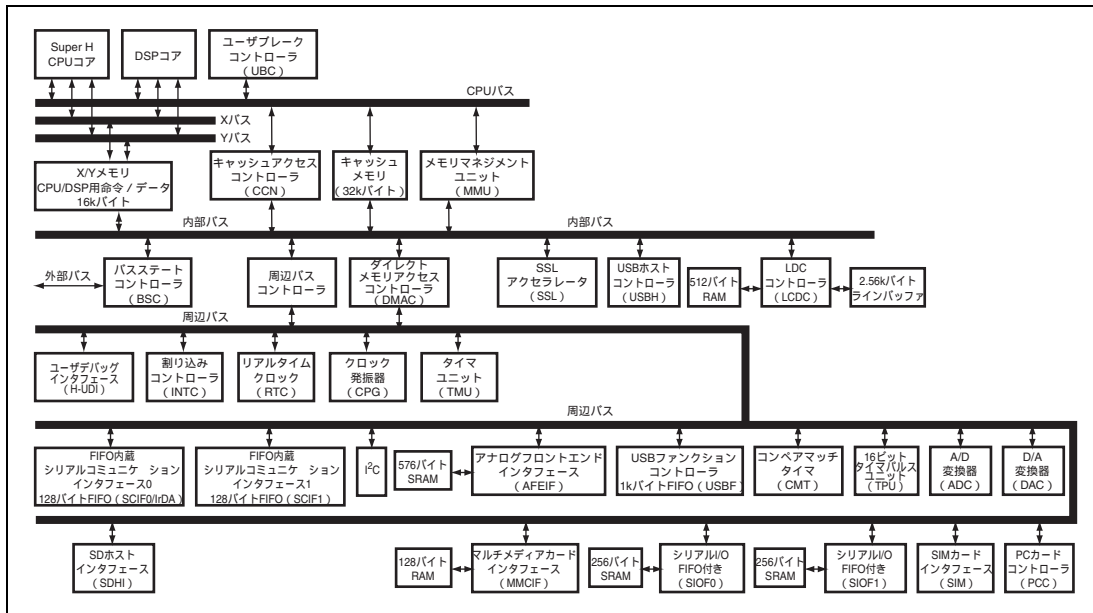 Super H
CPUコア
DSPコア
ユーザブレーク
コントローラ
(UBC)
CPUバス
Xバス
Yバス
X/Yメモリ
CPU/DSP用命令/データ
16kバイト
キャッシュアクセス
コントローラ
(CCN)
キャッシュ
メモリ
(32kバイト)
メモリマネジメント
ユニット
(MMU)
内部バス
内部バス
外部バス
バスステート
コントローラ
(BSC)
周辺バス
コントローラ
ダイレクト
メモリアクセス
コントローラ
(DMAC)
SSL
アクセラレータ
(SSL)
USBホスト
コントローラ
(USBH)
512バイト
RAM
LDC
コントローラ
(LCDC)
2.56kバイト
ラインバッファ
周辺バス
ユーザデバッグ
インタフェース
(H-UDI)
割り込み
コントローラ
(INTC)
リアルタイム
クロック
(RTC)
クロック
発振器
(CPG)
タイマ
ユニット
(TMU)
周辺バス
FIFO内蔵
シリアルコミュニケ ション
インタフェース0
128バイトFIFO(SCIF0/IrDA)
FIFO内蔵
シリアルコミュニケ ション
インタフェース1
128バイトFIFO(SCIF1)
I²C
576バイト
SRAM
アナログフロントエンド
インタフェース
(AFEIF)
USBファンクション
コントローラ
1kバイトFIFO(USBF)
コンペアマッチ
タイマ
(CMT)
16ビット
タイマパルス
ユニット
(TPU)
A/D
変換器
(ADC)
D/A
変換器
(DAC)
SDホスト
インタフェース
(SDHI)
128バイト
RAM
マルチメディアカード
インタフェース
(MMCIF)
256バイト
SRAM
シリアルI/O
FIFO付き
(SIOF0)
256バイト
SRAM
シリアルI/O
FIFO付き
(SIOF1)
SIMカード
インタフェース
(SIM)
PCカード
コントローラ
(PCC)